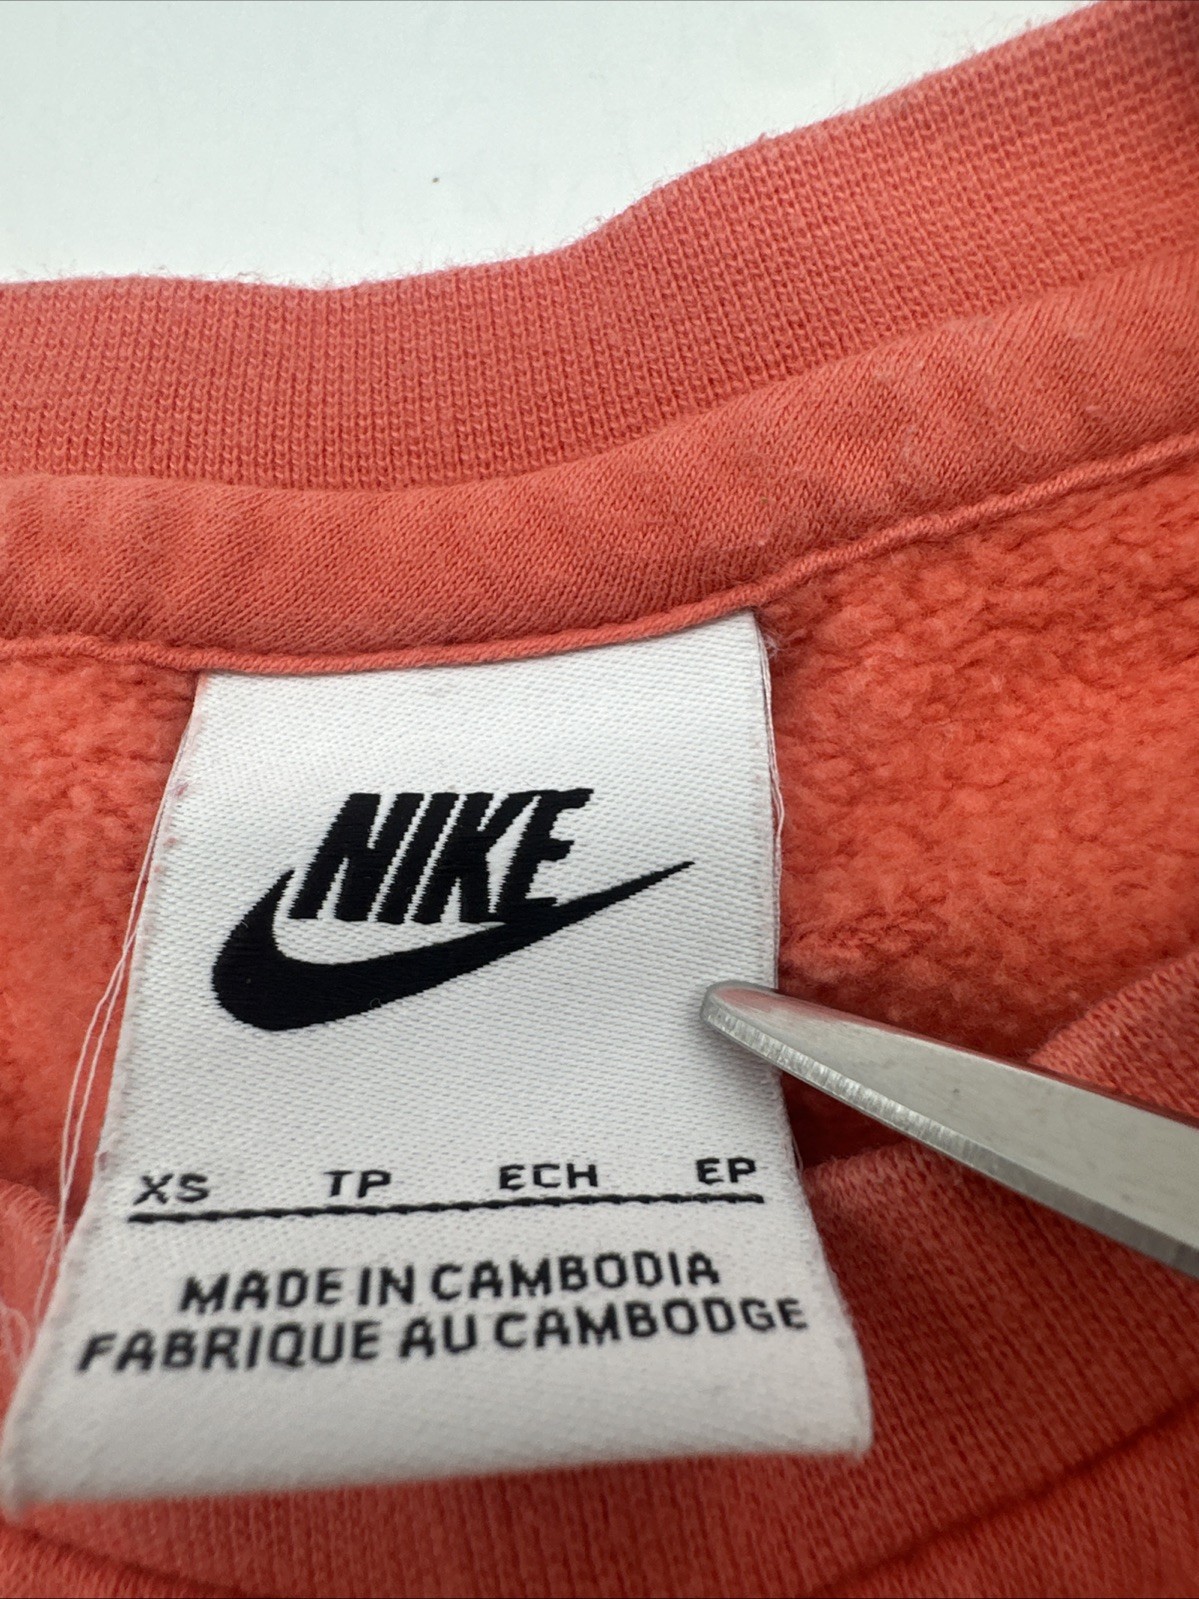 NIKE
XS TP ECH EP
MADE IN CAMBODIA
FABRIQUE AU CAMBODGE